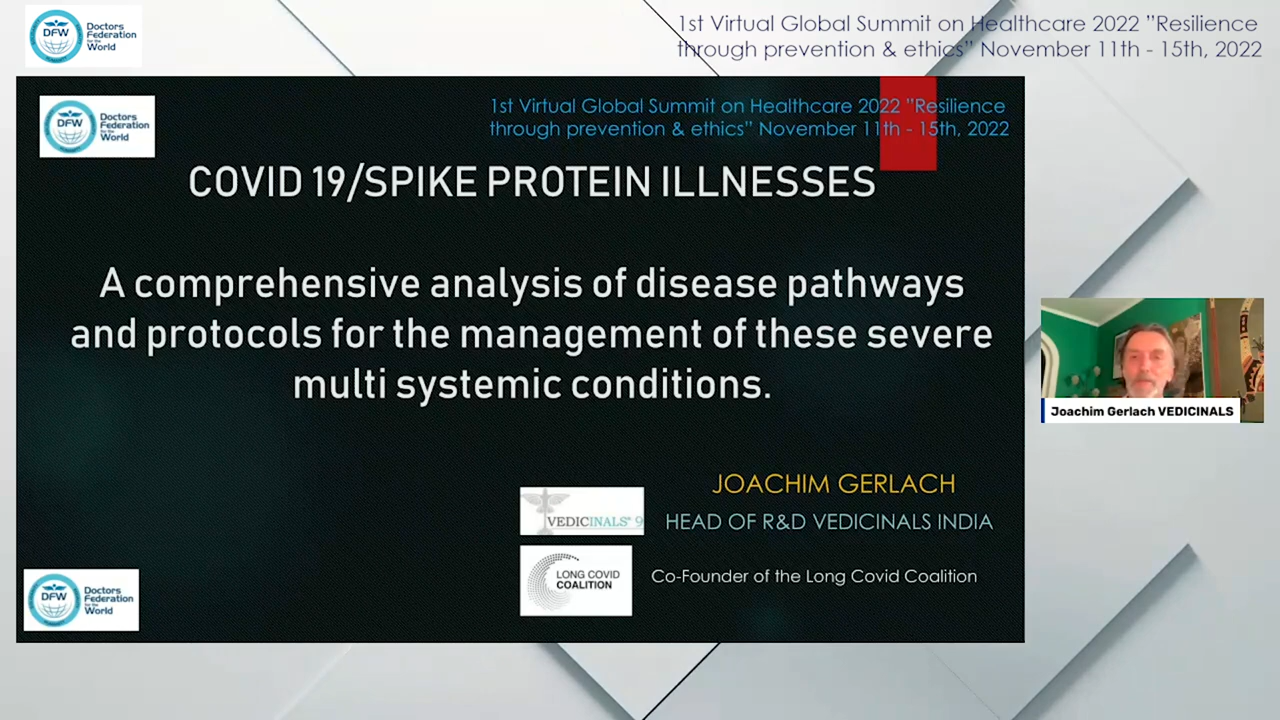 DFW
Doctors
Federation
for the
World
1st Virtual Global Summit on Healthcare 2022 ”Resilience
through prevention & ethics” November 11th - 15th, 2022
DFW
Doctors
Federation
for the
World
1st Virtual Global Summit on Healthcare 2022 ”Resilience
through prevention & ethics” November 11th - 15th, 2022
COVID 19/SPIKE PROTEIN ILLNESSES
A comprehensive analysis of disease pathways
and protocols for the management of these severe
multi systemic conditions.
Joachim Gerlach VEDICINALS
JOACHIM GERLACH
VEDICINALS® 9
HEAD OF R&D VEDICINALS INDIA
LONG COVID
COALITION
Co-Founder of the Long Covid Coalition
DFW
Doctors
Federation
for the
World